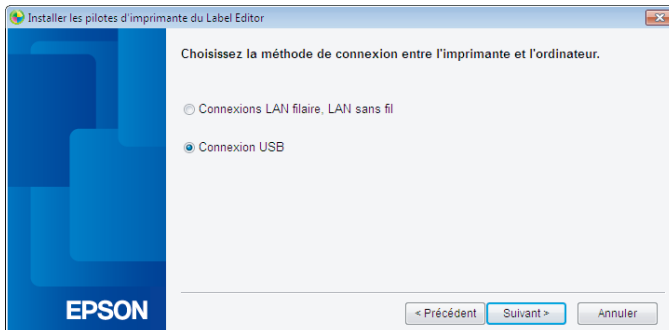 Installer les pilotes d'imprimante du Label Editor
Choisissez la méthode de connexion entre l'imprimante et l'ordinateur.
Connexions LAN filaire, LAN sans fil
Connexion USB
EPSON
< Précédent Suivant > Annuler